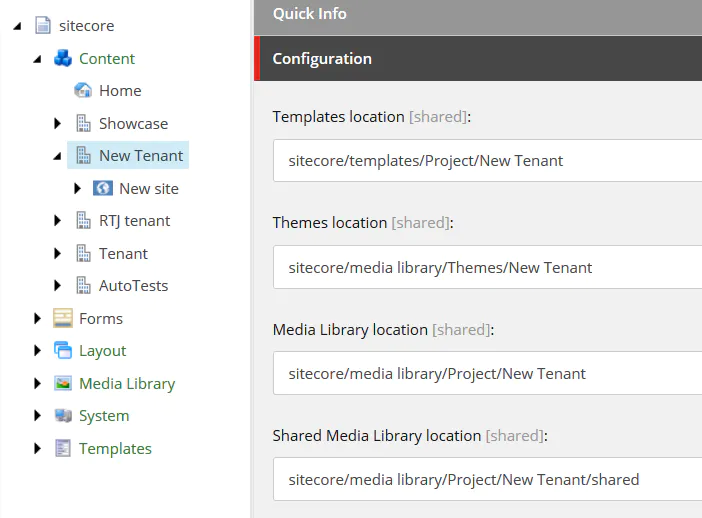 sitecore
Content
Home
Showcase
New Tenant
New site
RTJ tenant
Tenant
AutoTests
Forms
Layout
Media Library
System
Templates
Quick Info
Configuration
Templates location [shared]:
sitecore/templates/Project/New Tenant
Themes location [shared]:
sitecore/media library/Themes/New Tenant
Media Library location [shared]:
sitecore/media library/Project/New Tenant
Shared Media Library location [shared]:
sitecore/media library/Project/New Tenant/shared